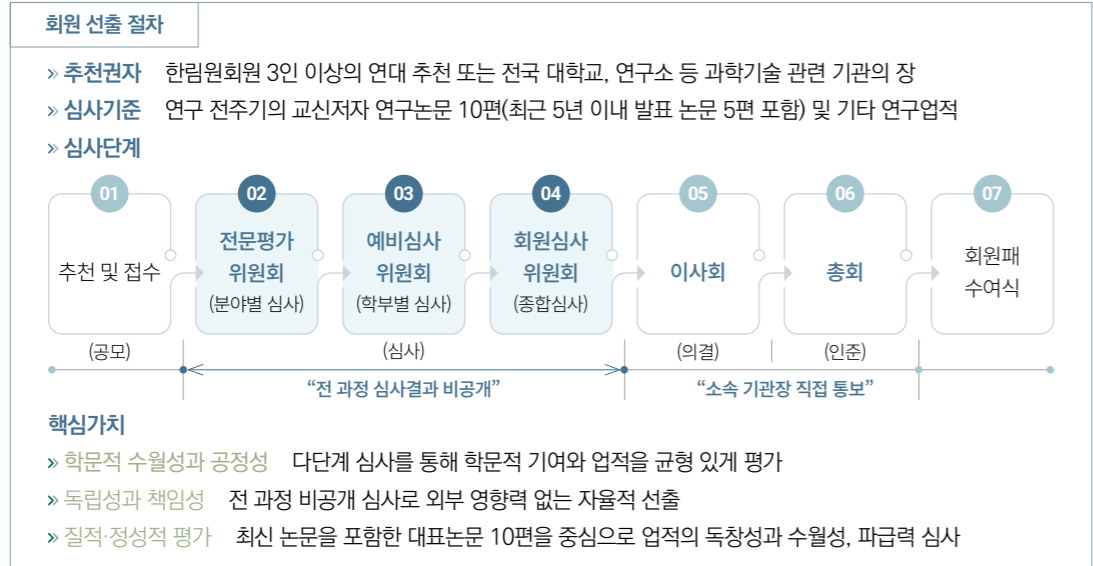 회원 선출 절차
» 추천권자 한림원회원 3인 이상의 연대 추천 또는 전국 대학교, 연구소 등 과학기술 관련 기관의 장
» 심사기준 연구 전주기의 교신저자 연구논문 10편(최근 5년 이내 발표 논문 5편 포함) 및 기타 연구업적
» 심사단계
01
추천 및 접수
02
전문평가
위원회
(분야별 심사)
03
예비심사
위원회
(학부별 심사)
04
회원심사
위원회
(종합심사)
05
이사회
06
총회
07
회원패
수여식
(공모)
(심사)
(의결)
(인준)
“전 과정 심사결과 비공개”
“소속 기관장 직접 통보”
핵심가치
» 학문적 수월성과 공정성 다단계 심사를 통해 학문적 기여와 업적을 균형 있게 평가
» 독립성과 책임성 전 과정 비공개 심사로 외부 영향력 없는 자율적 선출
» 질적·정성적 평가 최신 논문을 포함한 대표논문 10편을 중심으로 업적의 독창성과 수월성, 파급력 심사